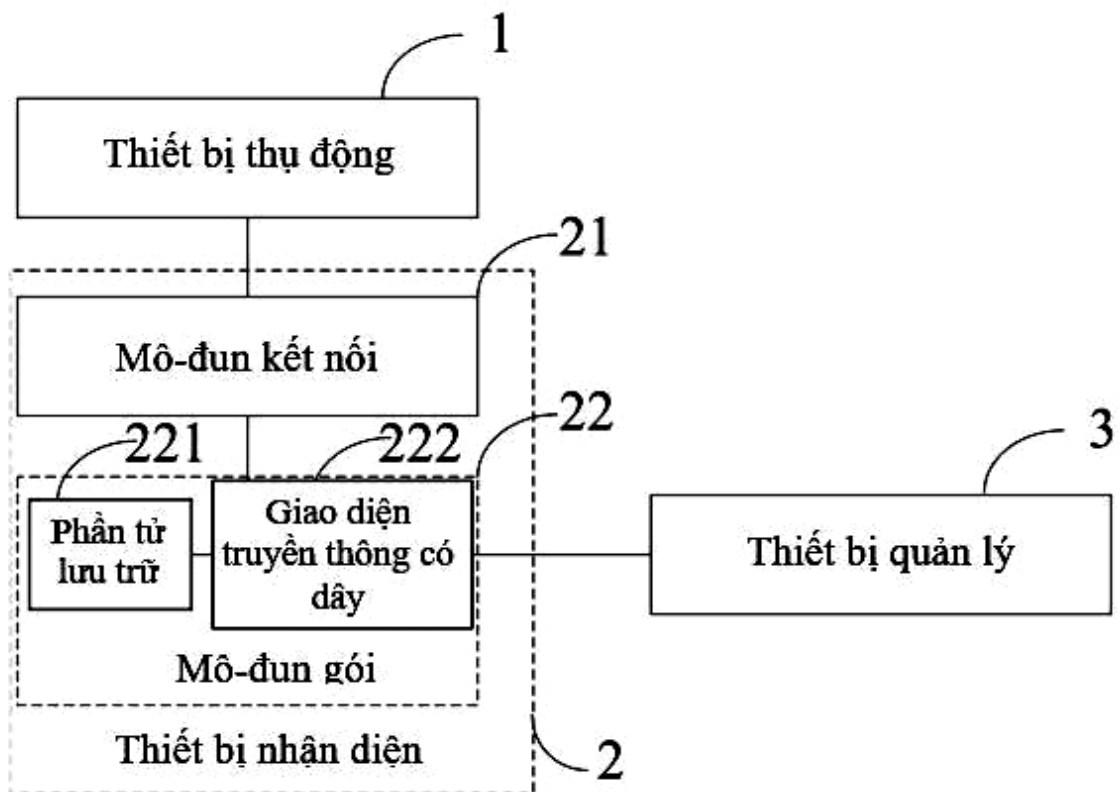 1
Thiết bị thụ động
21
Mô-đun kết nối
221
222
22
3
Phần tử
lưu trữ
Giao diện
truyền thông có
dây
Thiết bị quản lý
Mô-đun gói
Thiết bị nhận diện
2